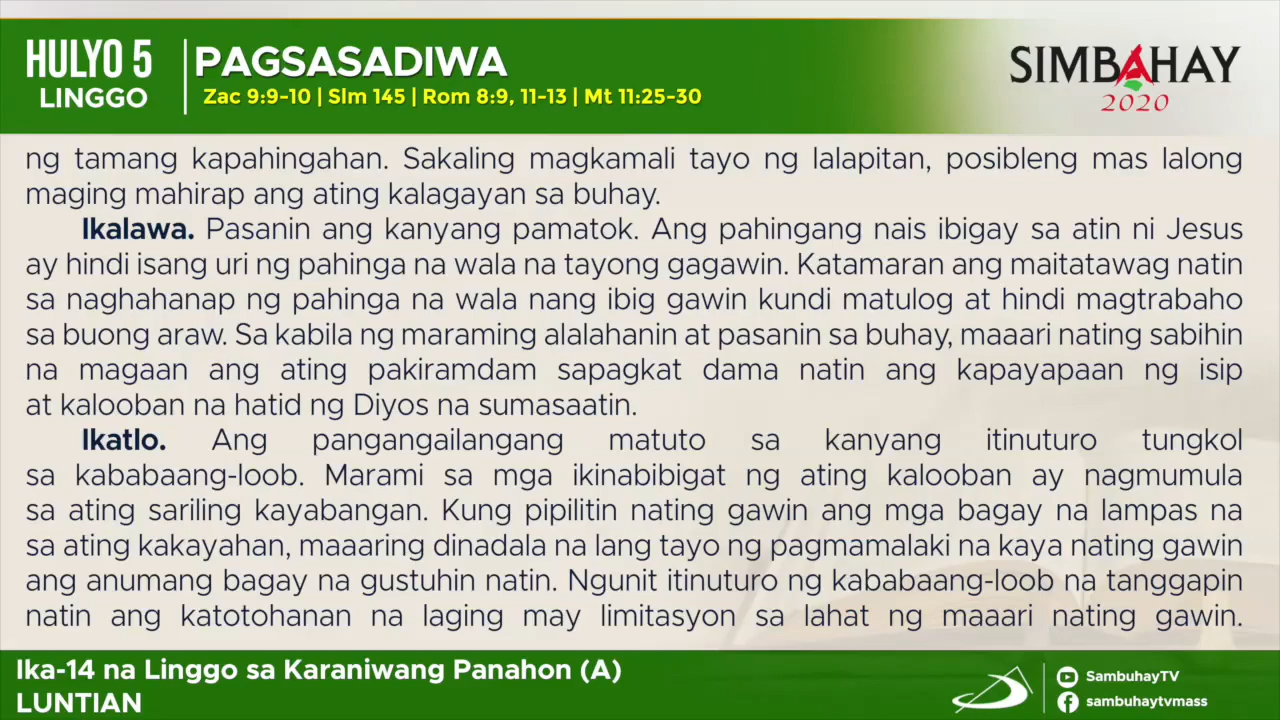 HULYO 5
LINGGO
PAGSASADIWA
Zac 9:9-10 | Slm 145 | Rom 8:9, 11-13 | Mt 11:25-30
SIMBAHAY
2020
ng tamang kapahingahan. Sakaling magkamali tayo ng lalapitan, posibleng mas lalong
maging mahirap ang ating kalagayan sa buhay.
Ikalawa. Pasanin ang kanyang pamatok. Ang pahingang nais ibigay sa atin ni Jesus
ay hindi isang uri ng pahinga na wala na tayong gagawin. Katamaran ang maitatawag natin
sa naghahanap ng pahinga na wala nang ibig gawin kundi matulog at hindi magtrabaho
sa buong araw. Sa kabila ng maraming alalahanin at pasanin sa buhay, maaari nating sabihin
na magaan ang ating pakiramdam sapagkat dama natin ang kapayapaan ng isip
at kalooban na hatid ng Diyos na sumasaatin.
Ikatlo. Ang pangangailangang matuto sa kanyang itinuturo tungkol
sa kababaang-loob. Marami sa mga ikinabibigat ng ating kalooban ay nagmumula
sa ating sariling kayabangan. Kung pipilitin nating gawin ang mga bagay na lampas na
sa ating kakayahan, maaaring dinadala na lang tayo ng pagmamalaki na kaya nating gawin
ang anumang bagay na gustuhin natin. Ngunit itinuturo ng kababaang-loob na tanggapin
natin ang katotohanan na laging may limitasyon sa lahat ng maaari nating gawin.
Ika-14 na Linggo sa Karaniwang Panahon (A)
LUNTIAN
SambuhayTV
sambuhaytvmass